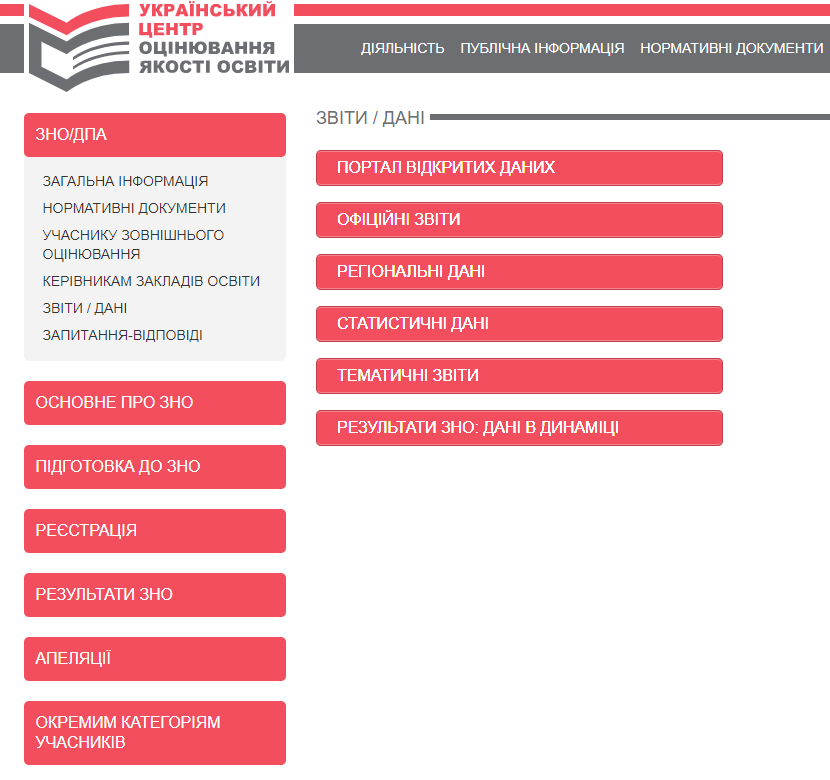 УКРАЇНСЬКИЙ
ЦЕНТР
ОЦІНЮВАННЯ
ЯКОСТІ ОСВІТИ
ДІЯЛЬНІСТЬ ПУБЛІЧНА ІНФОРМАЦІЯ НОРМАТИВНІ ДОКУМЕНТИ
ЗНО/ДПА
ЗАГАЛЬНА ІНФОРМАЦІЯ
НОРМАТИВНІ ДОКУМЕНТИ
УЧАСНИКУ ЗОВНІШНЬОГО
ОЦІНЮВАННЯ
КЕРІВНИКАМ ЗАКЛАДІВ ОСВІТИ
ЗВІТИ / ДАНІ
ЗАПИТАННЯ-ВІДПОВІДІ
ОСНОВНЕ ПРО ЗНО
ПІДГОТОВКА ДО ЗНО
РЕЄСТРАЦІЯ
РЕЗУЛЬТАТИ ЗНО
АПЕЛЯЦІЇ
ОКРЕМИМ КАТЕГОРІЯМ
УЧАСНИКІВ
ЗВІТИ / ДАНІ
ПОРТАЛ ВІДКРИТИХ ДАНИХ
ОФІЦІЙНІ ЗВІТИ
РЕГІОНАЛЬНІ ДАНІ
СТАТИСТИЧНІ ДАНІ
ТЕМАТИЧНІ ЗВІТИ
РЕЗУЛЬТАТИ ЗНО: ДАНІ В ДИНАМІЦІ